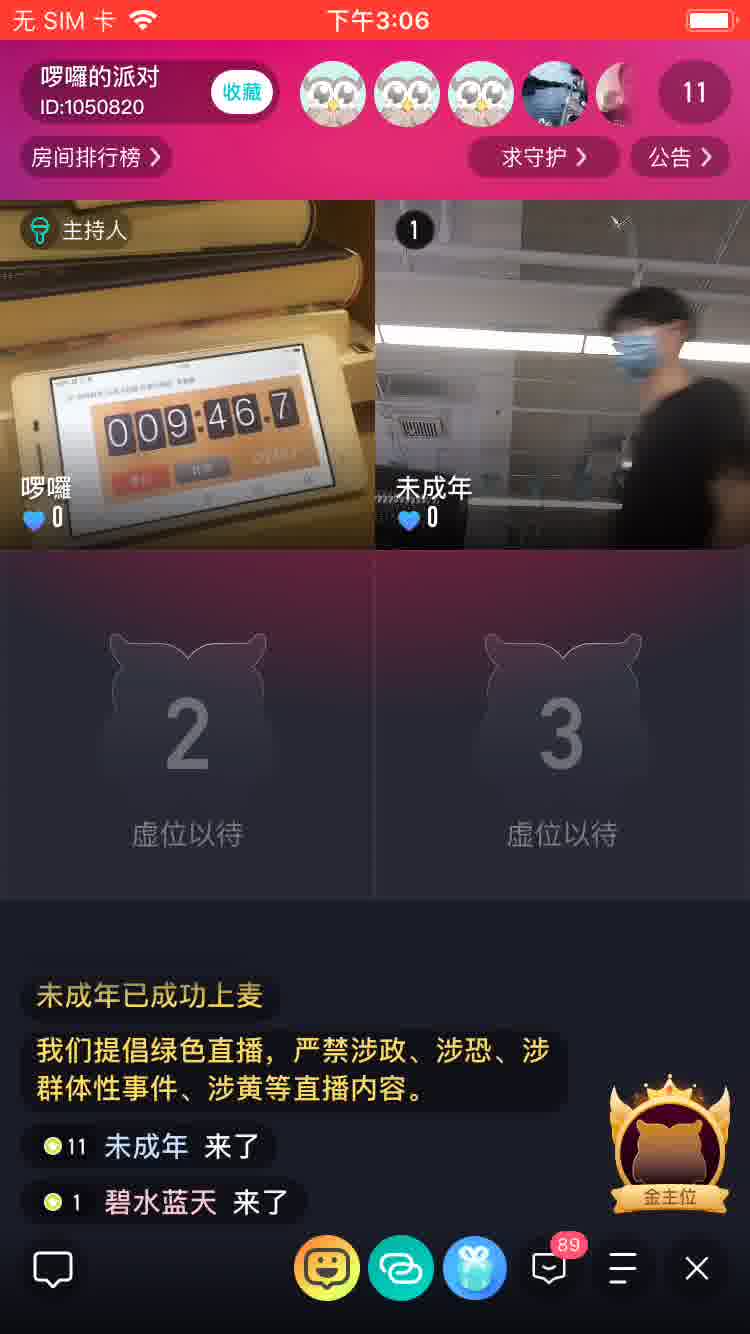 无 SIM 卡
下午3:06
啰囉的派对
ID:1050820
收藏
11
房间排行榜
求守护
公告
主持人
1
009:46.7
啰囉
0
未成年
0
2
虚位以待
3
虚位以待
未成年已成功上麦
我们提倡绿色直播，严禁涉政、涉恐、涉
群体性事件、涉黄等直播内容。
11 未成年 来了
1 碧水蓝天 来了
金主位
89